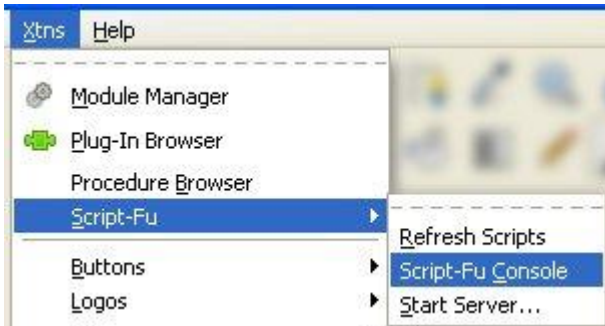 Xtns Help
Module Manager
Plug-In Browser
Procedure Browser
Script-Fu
Refresh Scripts
Buttons
Script-Fu Console
Logos
Start Server...